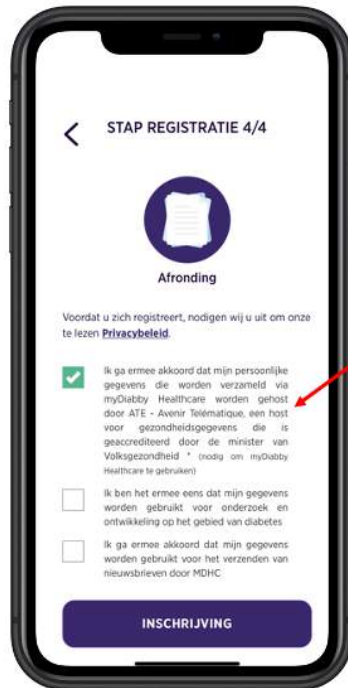 STAP REGISTRATIE 4/4
Afronding
Voordat u zich registreert, nodigen wij u uit om onze
te lezen Privacybeleid.
Ik ga ermee akkoord dat mijn persoonlijke
gegevens die worden verzameld via
myDiabby Healthcare worden gehost
door ATE - Avenir Telématique, een host
voor gezondheidsgegevens die is
geaccrediteerd door de minister van
Volksgezondheid * (nodig om myDiabby
Healthcare te gebruiken)
Ik ben het ermee eens dat mijn gegevens
worden gebruikt voor onderzoek en
ontwikkeling op het gebied van diabetes
Ik ga ermee akkoord dat mijn gegevens
worden gebruikt voor het verzenden van
nieuwsbrieven door MDHC
INSCHRIJVING